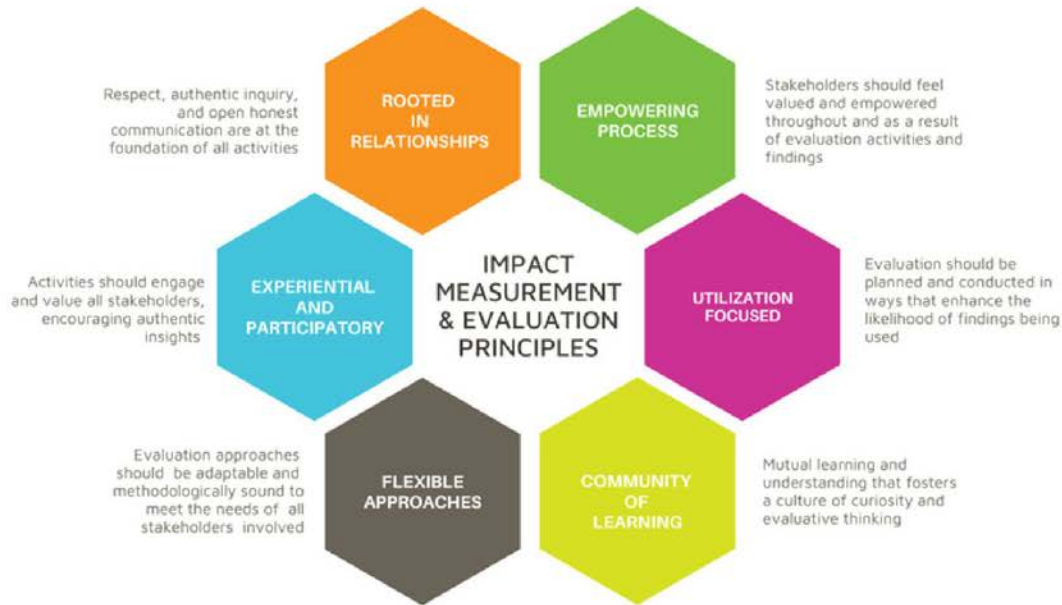 Respect, authentic inquiry,
and open honest
communication are at the
foundation of all activities
ROOTED
IN
RELATIONSHIPS
EMPOWERING
PROCESS
Stakeholders should feel
valued and empowered
throughout and as a result
of evaluation activities and
findings
Activities should engage
and value all stakeholders,
encouraging authentic
insights
EXPERIENTIAL
AND
PARTICIPATORY
IMPACT
MEASUREMENT
& EVALUATION
PRINCIPLES
UTILIZATION
FOCUSED
Evaluation should be
planned and conducted in
ways that enhance the
likelihood of findings being
used
Evaluation approaches
should be adaptable and
methodologically sound to
meet the needs of all
stakeholders involved
FLEXIBLE
APPROACHES
COMMUNITY
OF
LEARNING
Mutual learning and
understanding that fosters
a culture of curiosity and
evaluative thinking